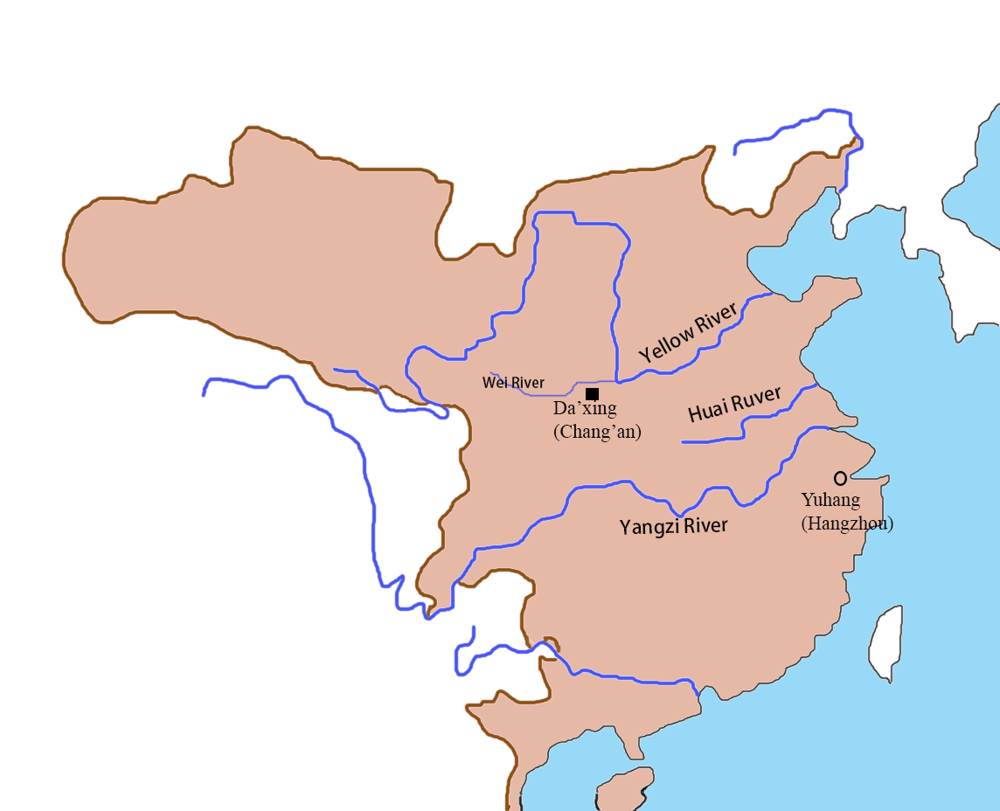 Yellow River
Wei River
Da’xing
(Chang’an)
Huai Ruver
Yuhang
(Hangzhou)
Yangzi River